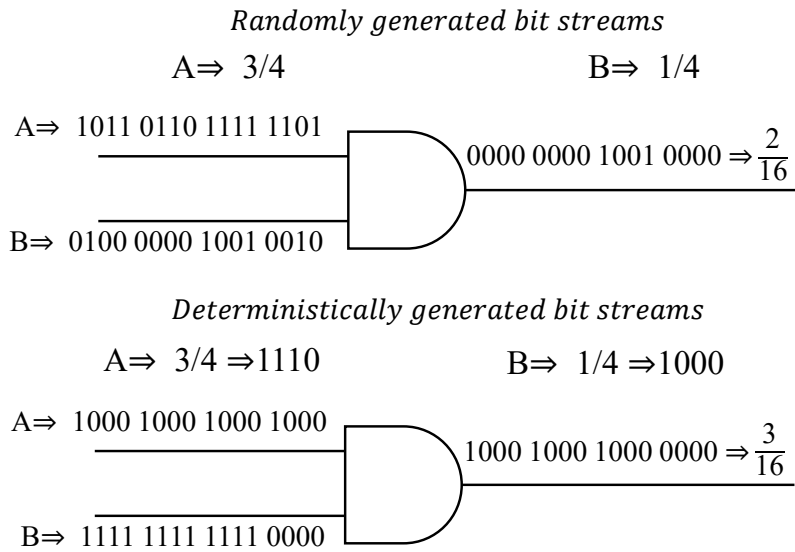 Randomly generated bit streams
A⇒ 3/4 B⇒ 1/4
A⇒ 1011 0110 1111 1101
0000 0000 1001 0000 ⇒ 2/16
B⇒ 0100 0000 1001 0010
Deterministically generated bit streams
A⇒ 3/4 ⇒1110 B⇒ 1/4 ⇒1000
A⇒ 1000 1000 1000 1000
1000 1000 1000 0000 ⇒ 3/16
B⇒ 1111 1111 1111 0000